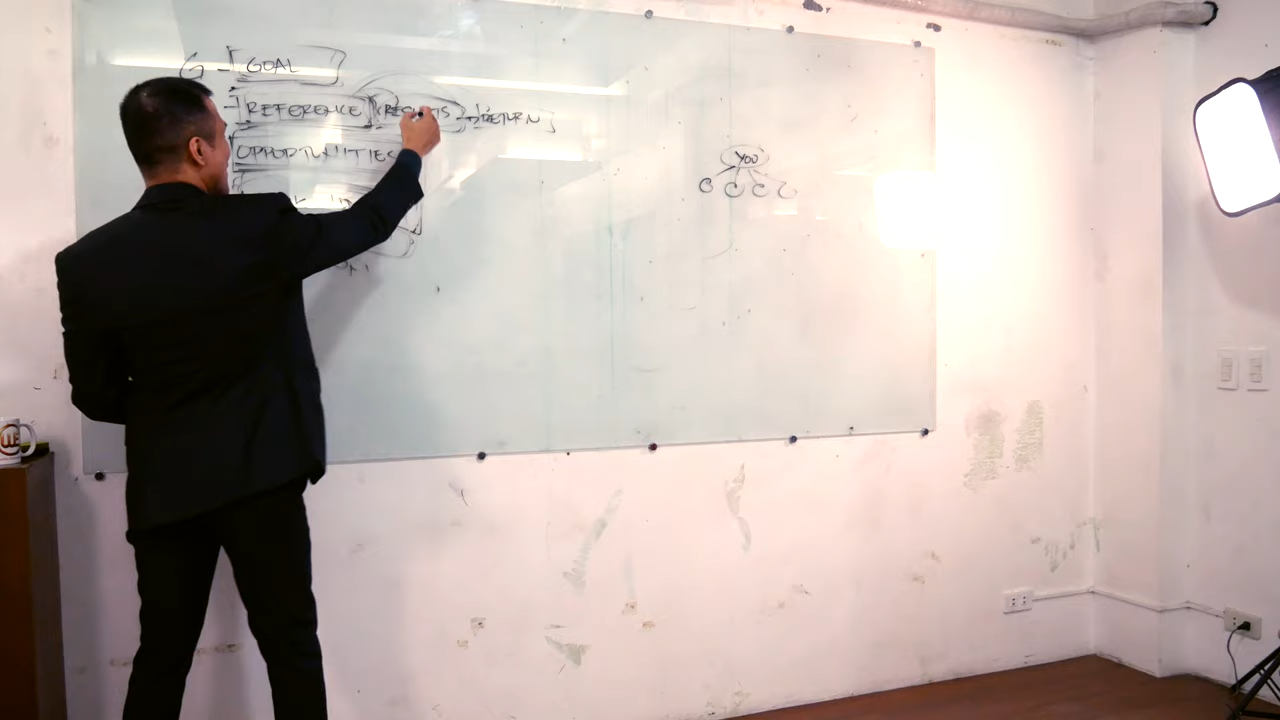 G - [GOAL]
[REFERENCE] [RESULTS] → [RETURN]
OPPORTUNITIES
YOU
C C C C